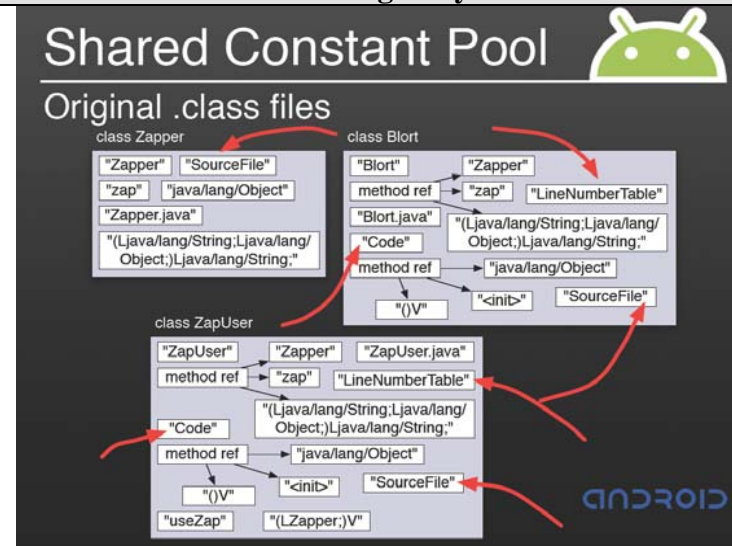 Shared Constant Pool
Original .class files
class Zapper
"Zapper" "SourceFile"
"zap" "java/lang/Object"
"Zapper.java"
"(Ljava/lang/String;Ljava/lang/
Object;)Ljava/lang/String;"
class Blort
"Blort" "Zapper"
method ref "zap" "LineNumberTable"
"Blort.java"
"(Ljava/lang/String;Ljava/lang/
Object;)Ljava/lang/String;"
"Code"
method ref "java/lang/Object"
"()V" "<init>" "SourceFile"
class ZapUser
"ZapUser" "Zapper" "ZapUser.java"
method ref "zap" "LineNumberTable"
"(Ljava/lang/String;Ljava/lang/
Object;)Ljava/lang/String;"
"Code"
method ref "java/lang/Object"
"()V" "<init>" "SourceFile"
"useZap" "(LZapper;)V"
ANDROID